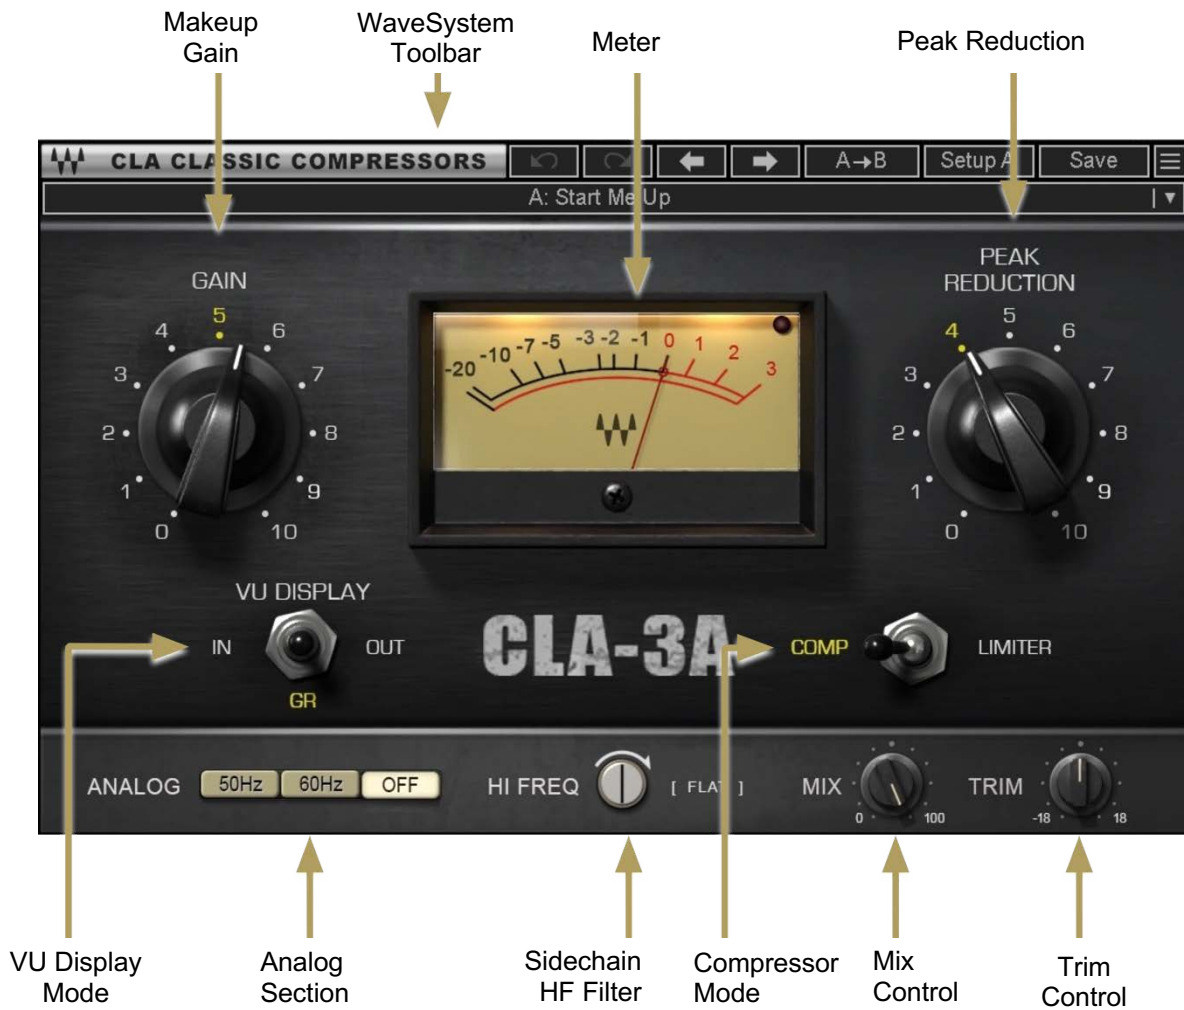 Makeup
Gain
WaveSystem
Toolbar
Meter
Peak Reduction
CLA CLASSIC COMPRESSORS
A→B
Setup A
Save
A: Start Me Up
GAIN
0 1 2 3 4 5 6 7 8 9 10
-20 -10 -7 -5 -3 -2 -1 0 1 2 3
PEAK
REDUCTION
0 1 2 3 4 5 6 7 8 9 10
VU DISPLAY
IN
OUT
GR
CLA-3A
COMP
LIMITER
ANALOG
50Hz
60Hz
OFF
HI FREQ
[ FLAT ]
MIX
0
100
TRIM
-18
18
VU Display
Mode
Analog
Section
Sidechain
HF Filter
Compressor
Mode
Mix
Control
Trim
Control